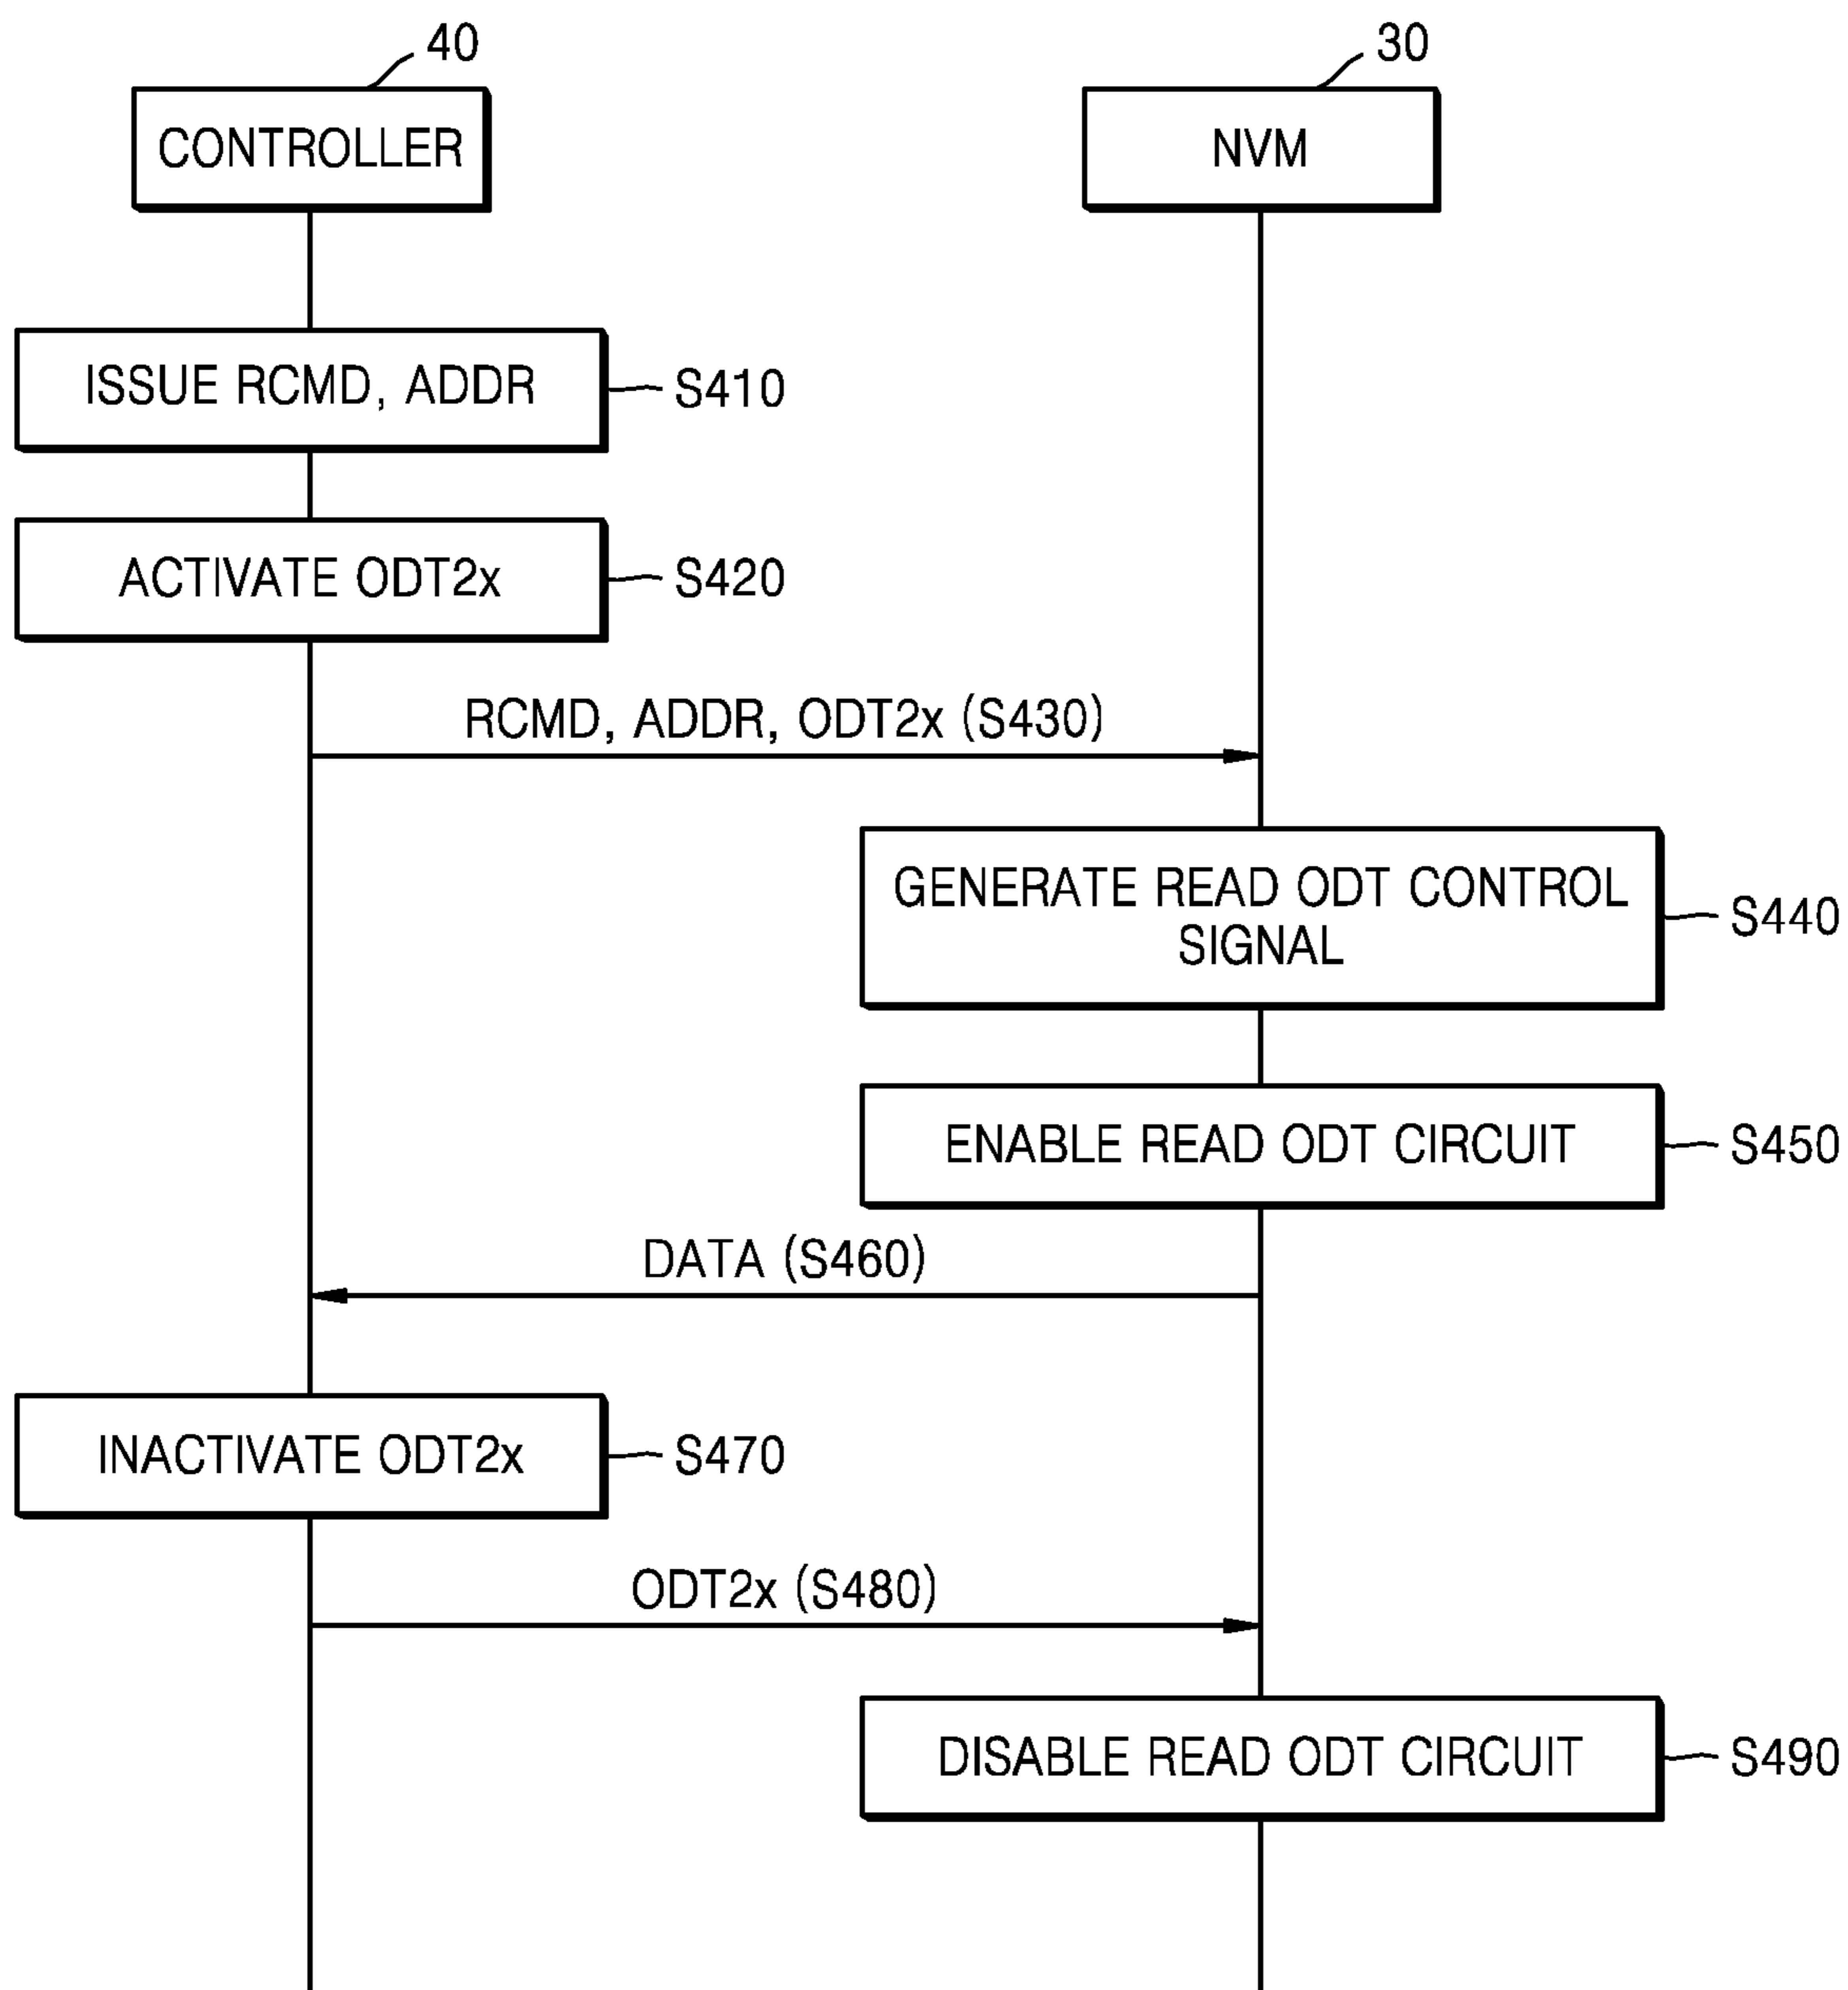 40
30
CONTROLLER
NVM
ISSUE RCMD, ADDR
S410
ACTIVATE ODT2x
S420
RCMD, ADDR, ODT2x (S430)
GENERATE READ ODT CONTROL
SIGNAL
S440
ENABLE READ ODT CIRCUIT
S450
DATA (S460)
INACTIVATE ODT2x
S470
ODT2x (S480)
DISABLE READ ODT CIRCUIT
S490